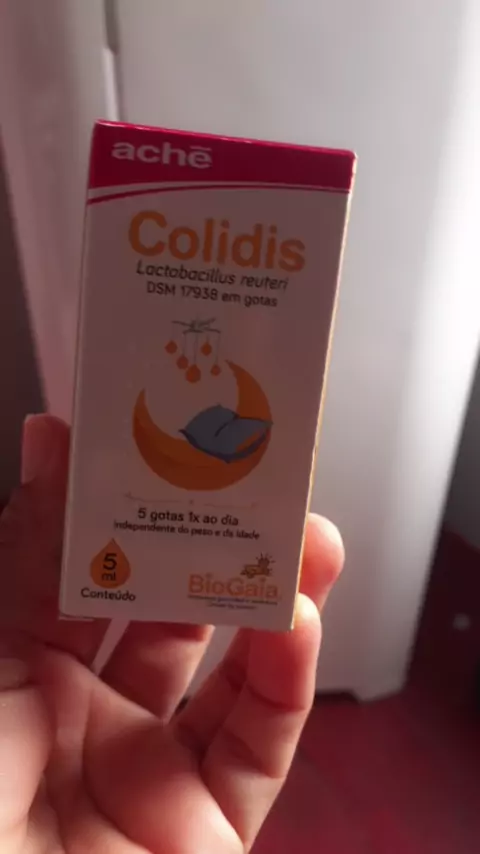 achē
Colidis
Lactobacillus reuteri
DSM 17938 em gotas
5 gotas 1x ao dia
independente do peso e da idade
5
ml
Conteúdo
BioGaia